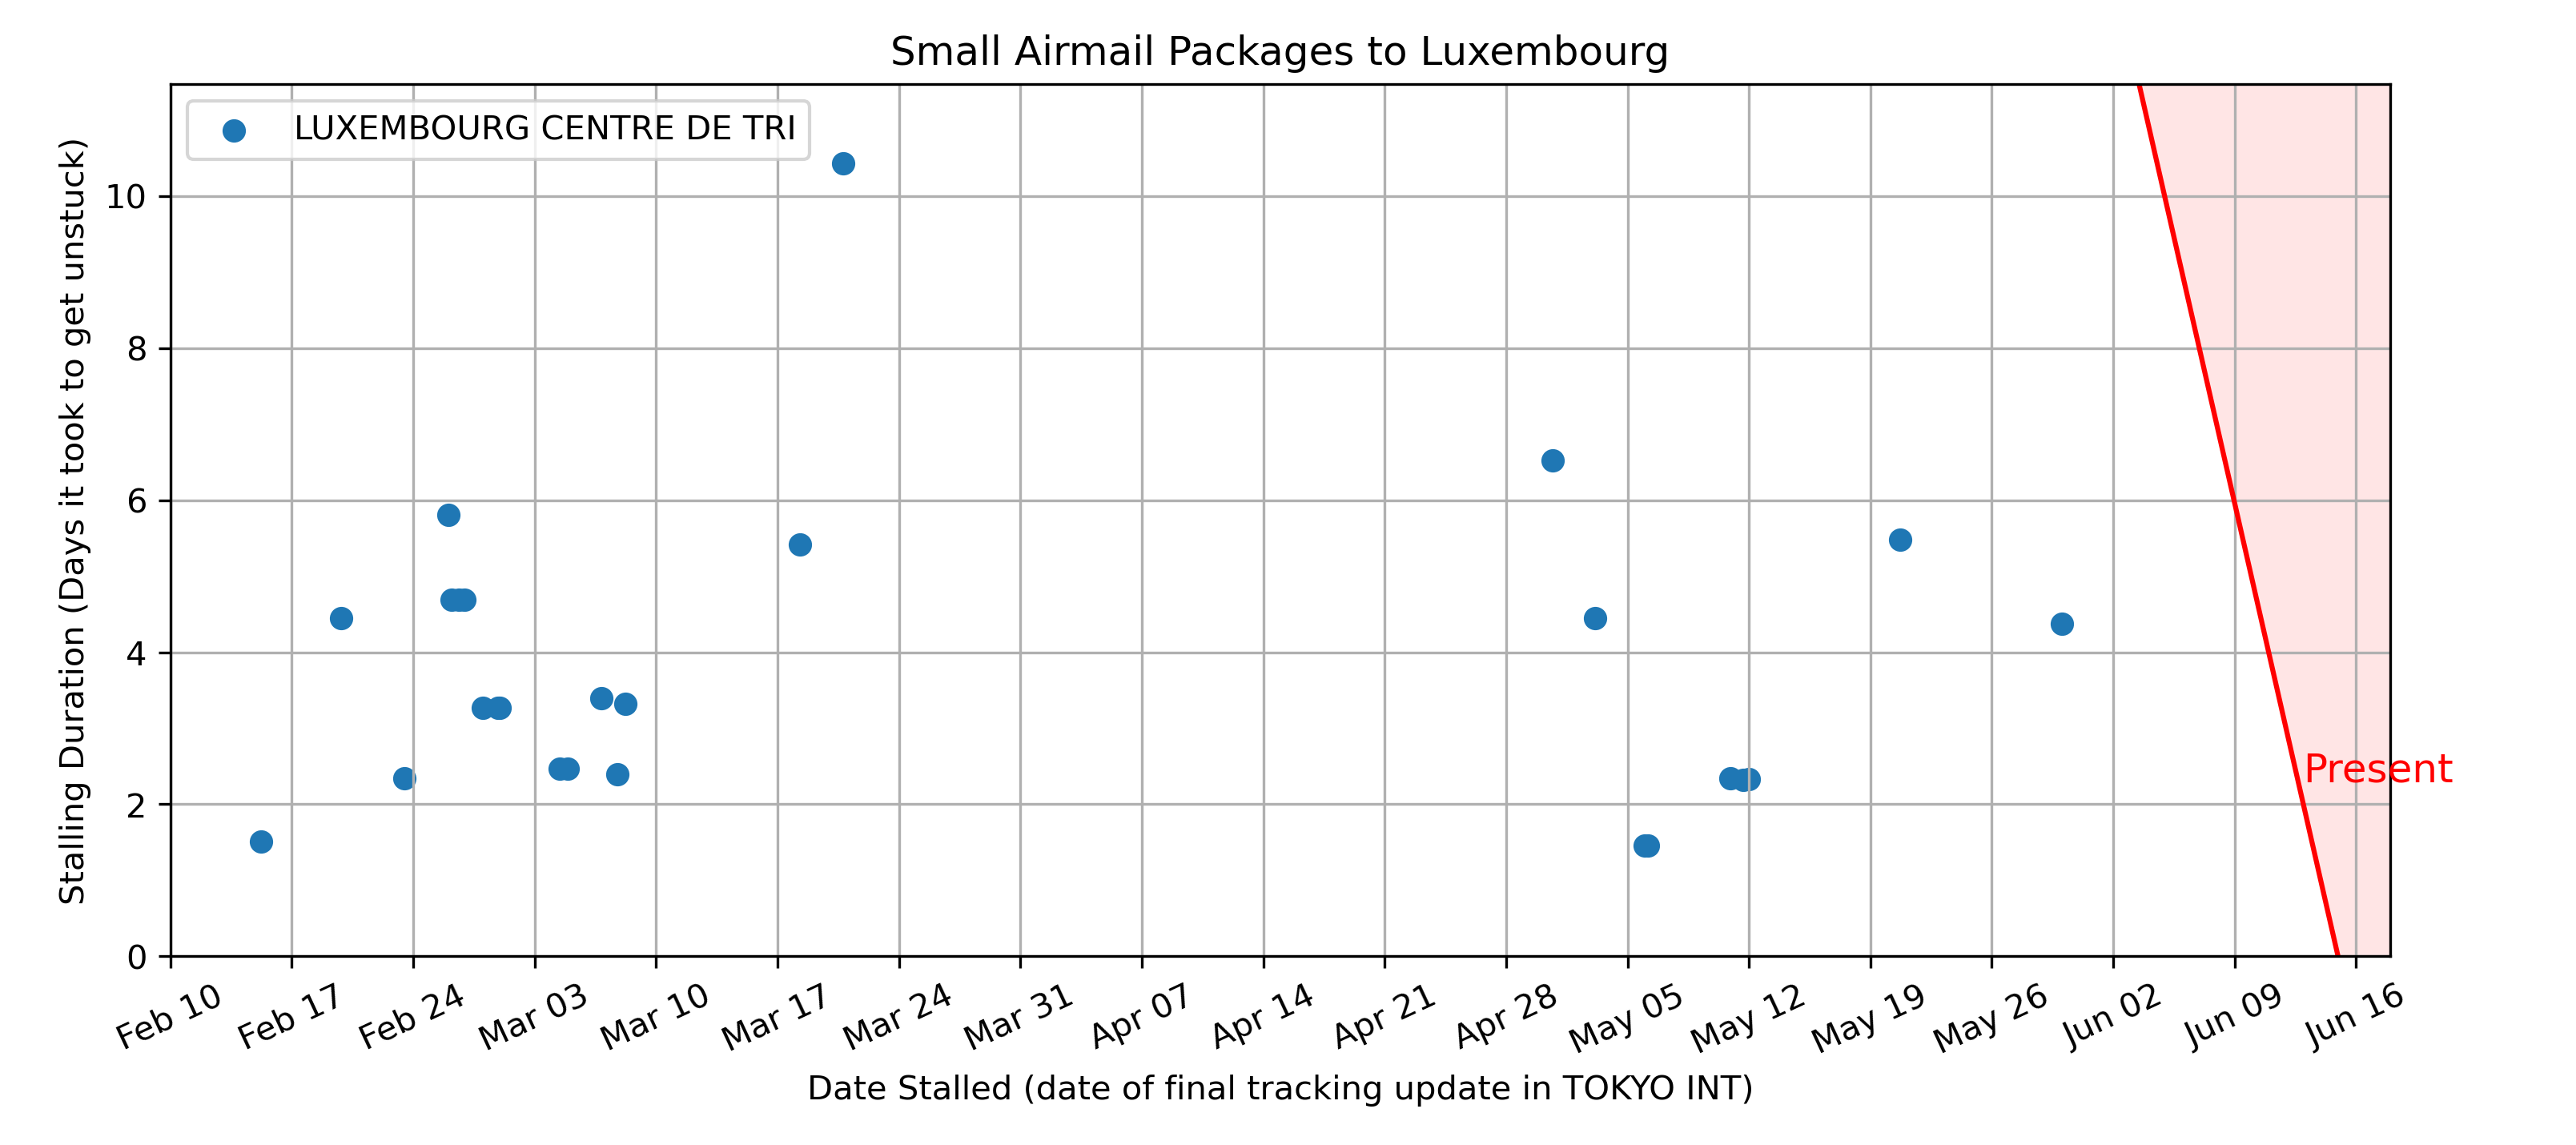 Small Airmail Packages to Luxembourg
LUXEMBOURG CENTRE DE TRI
Stalling Duration (Days it took to get unstuck)
10
8
6
4
2
0
Present
Feb 10
Feb 17
Feb 24
Mar 03
Mar 10
Mar 17
Mar 24
Mar 31
Apr 07
Apr 14
Apr 21
Apr 28
May 05
May 12
May 19
May 26
Jun 02
Jun 09
Jun 16
Date Stalled (date of final tracking update in TOKYO INT)